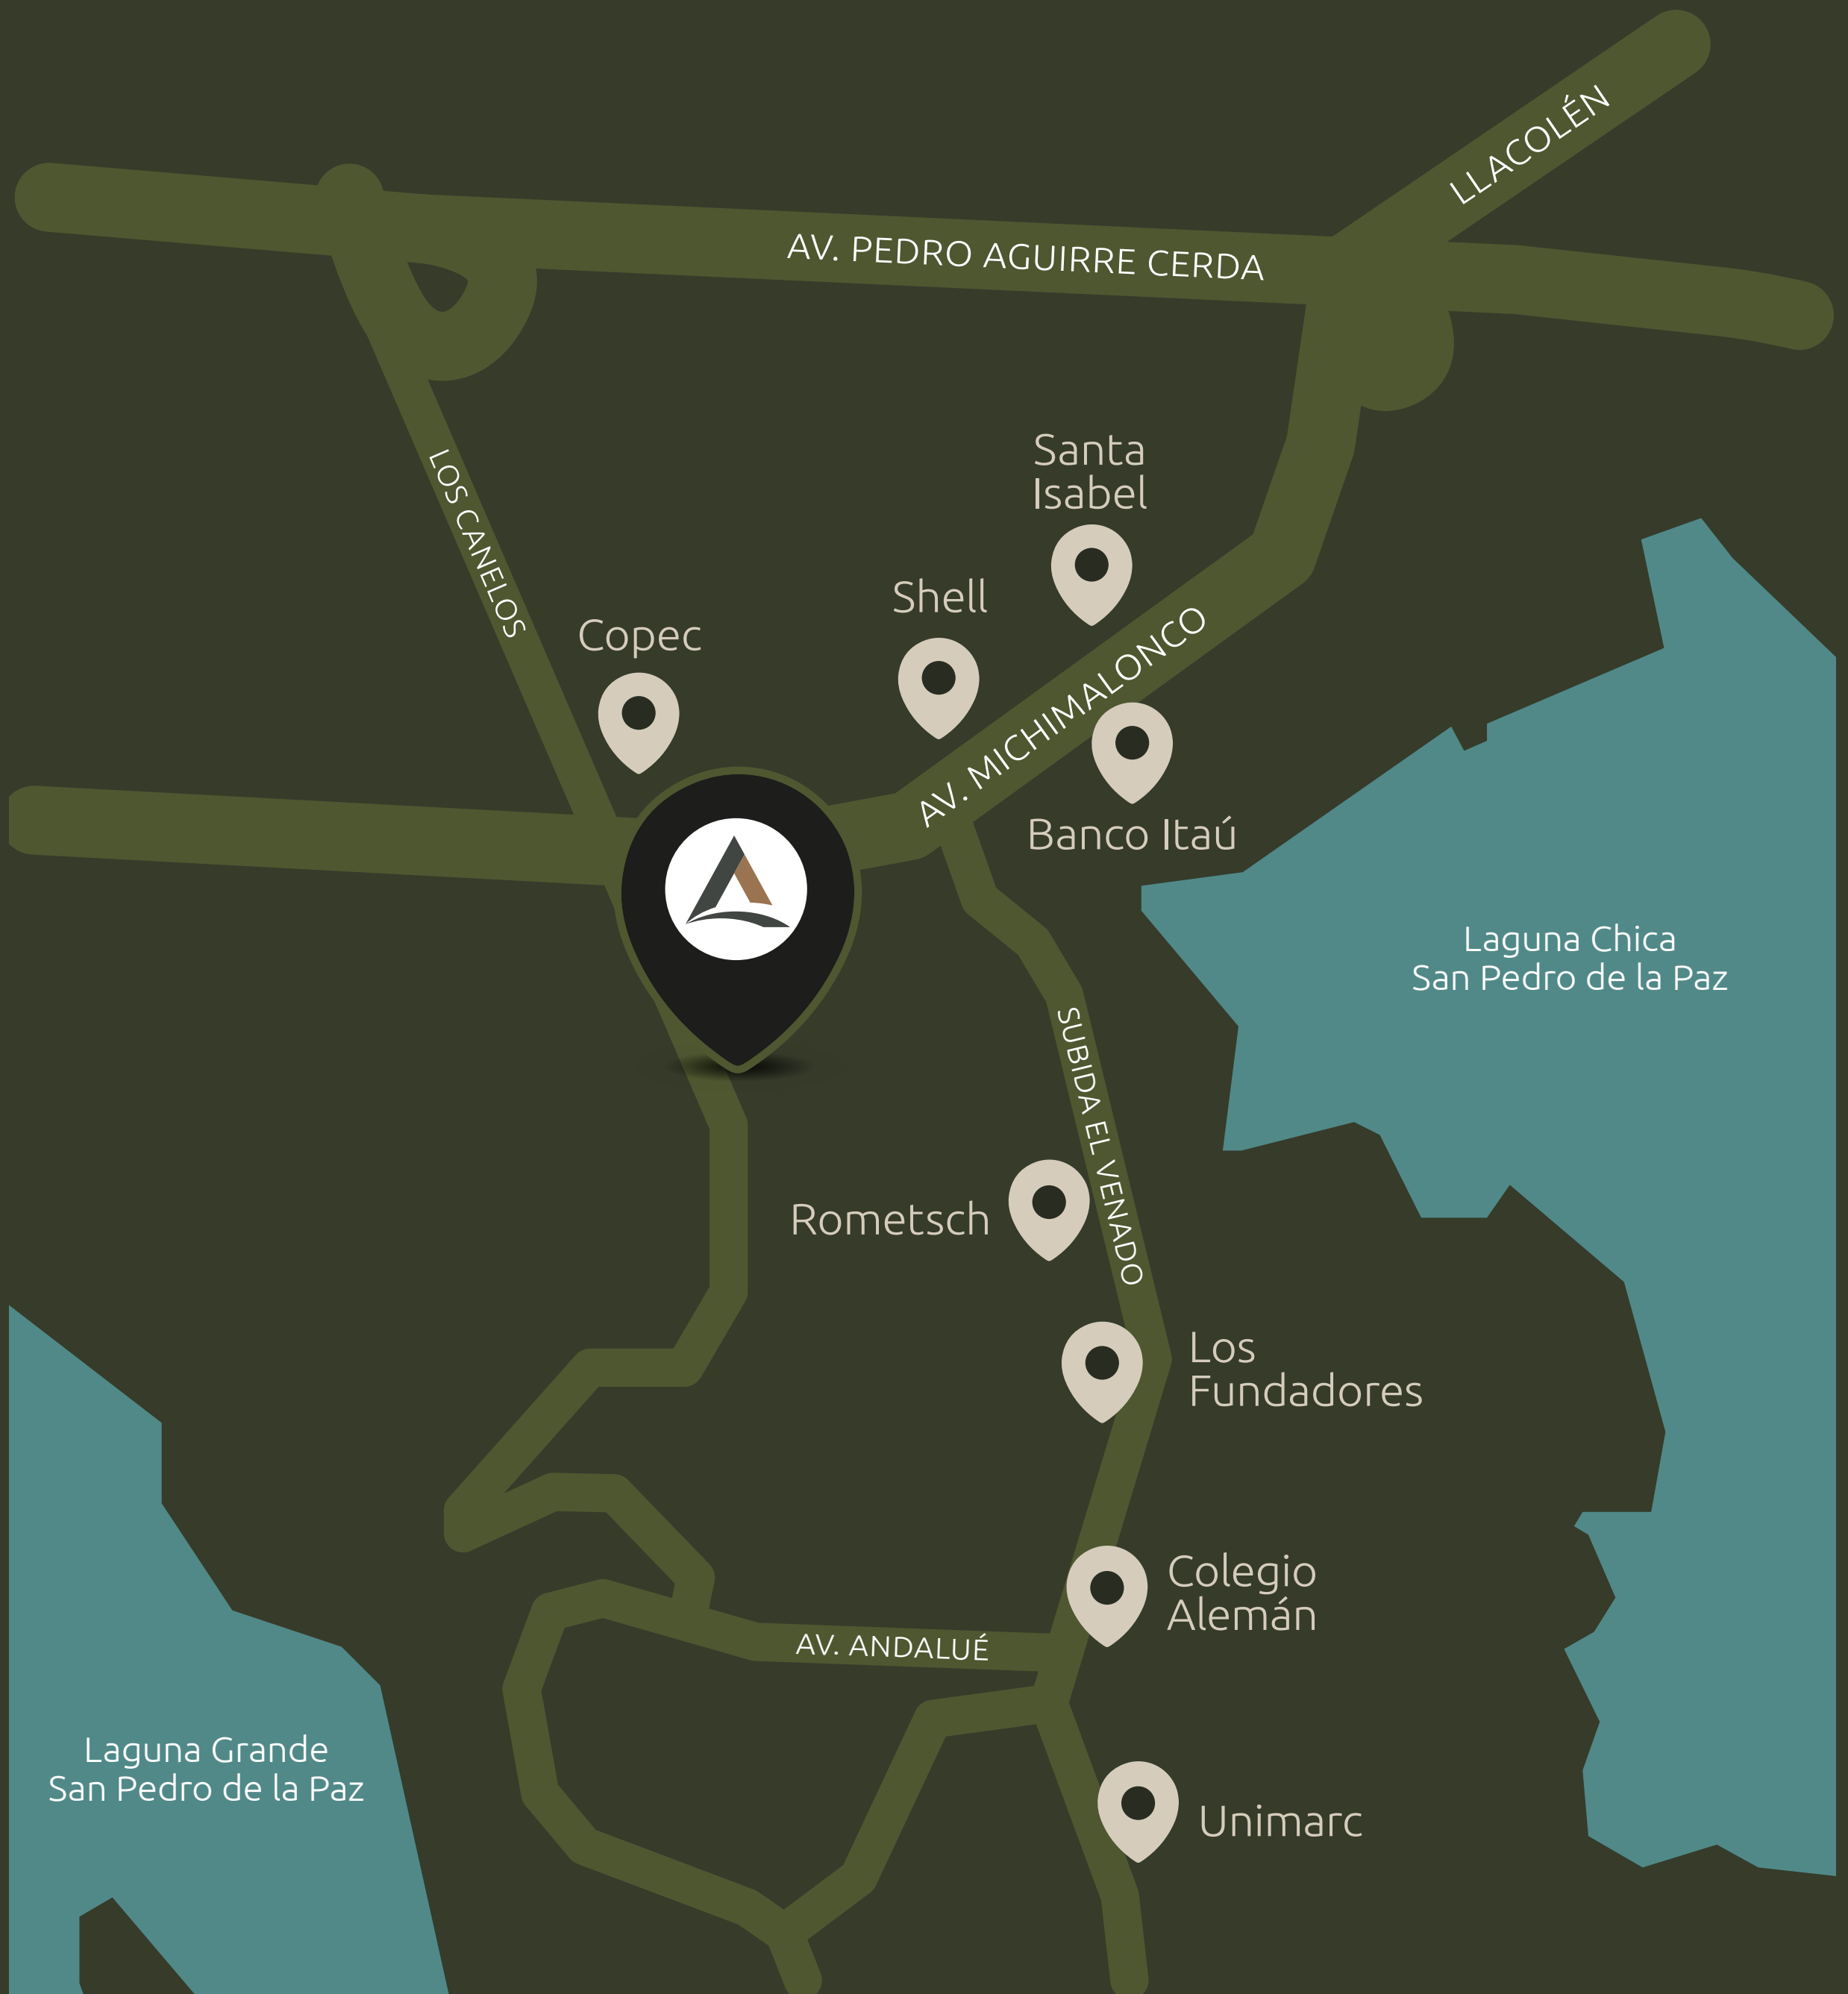 LLACOLÉN
AV. PEDRO AGUIRRE CERDA
LOS CANELOS
Santa
Isabel
Shell
Copec
AV. MICHIMALONCO
Banco Itaú
Laguna Chica
San Pedro de la Paz
SUBIDA EL VENADO
Rometsch
Los
Fundadores
Colegio
Alemán
AV. ANDALUÉ
Laguna Grande
San Pedro de la Paz
Unimarc